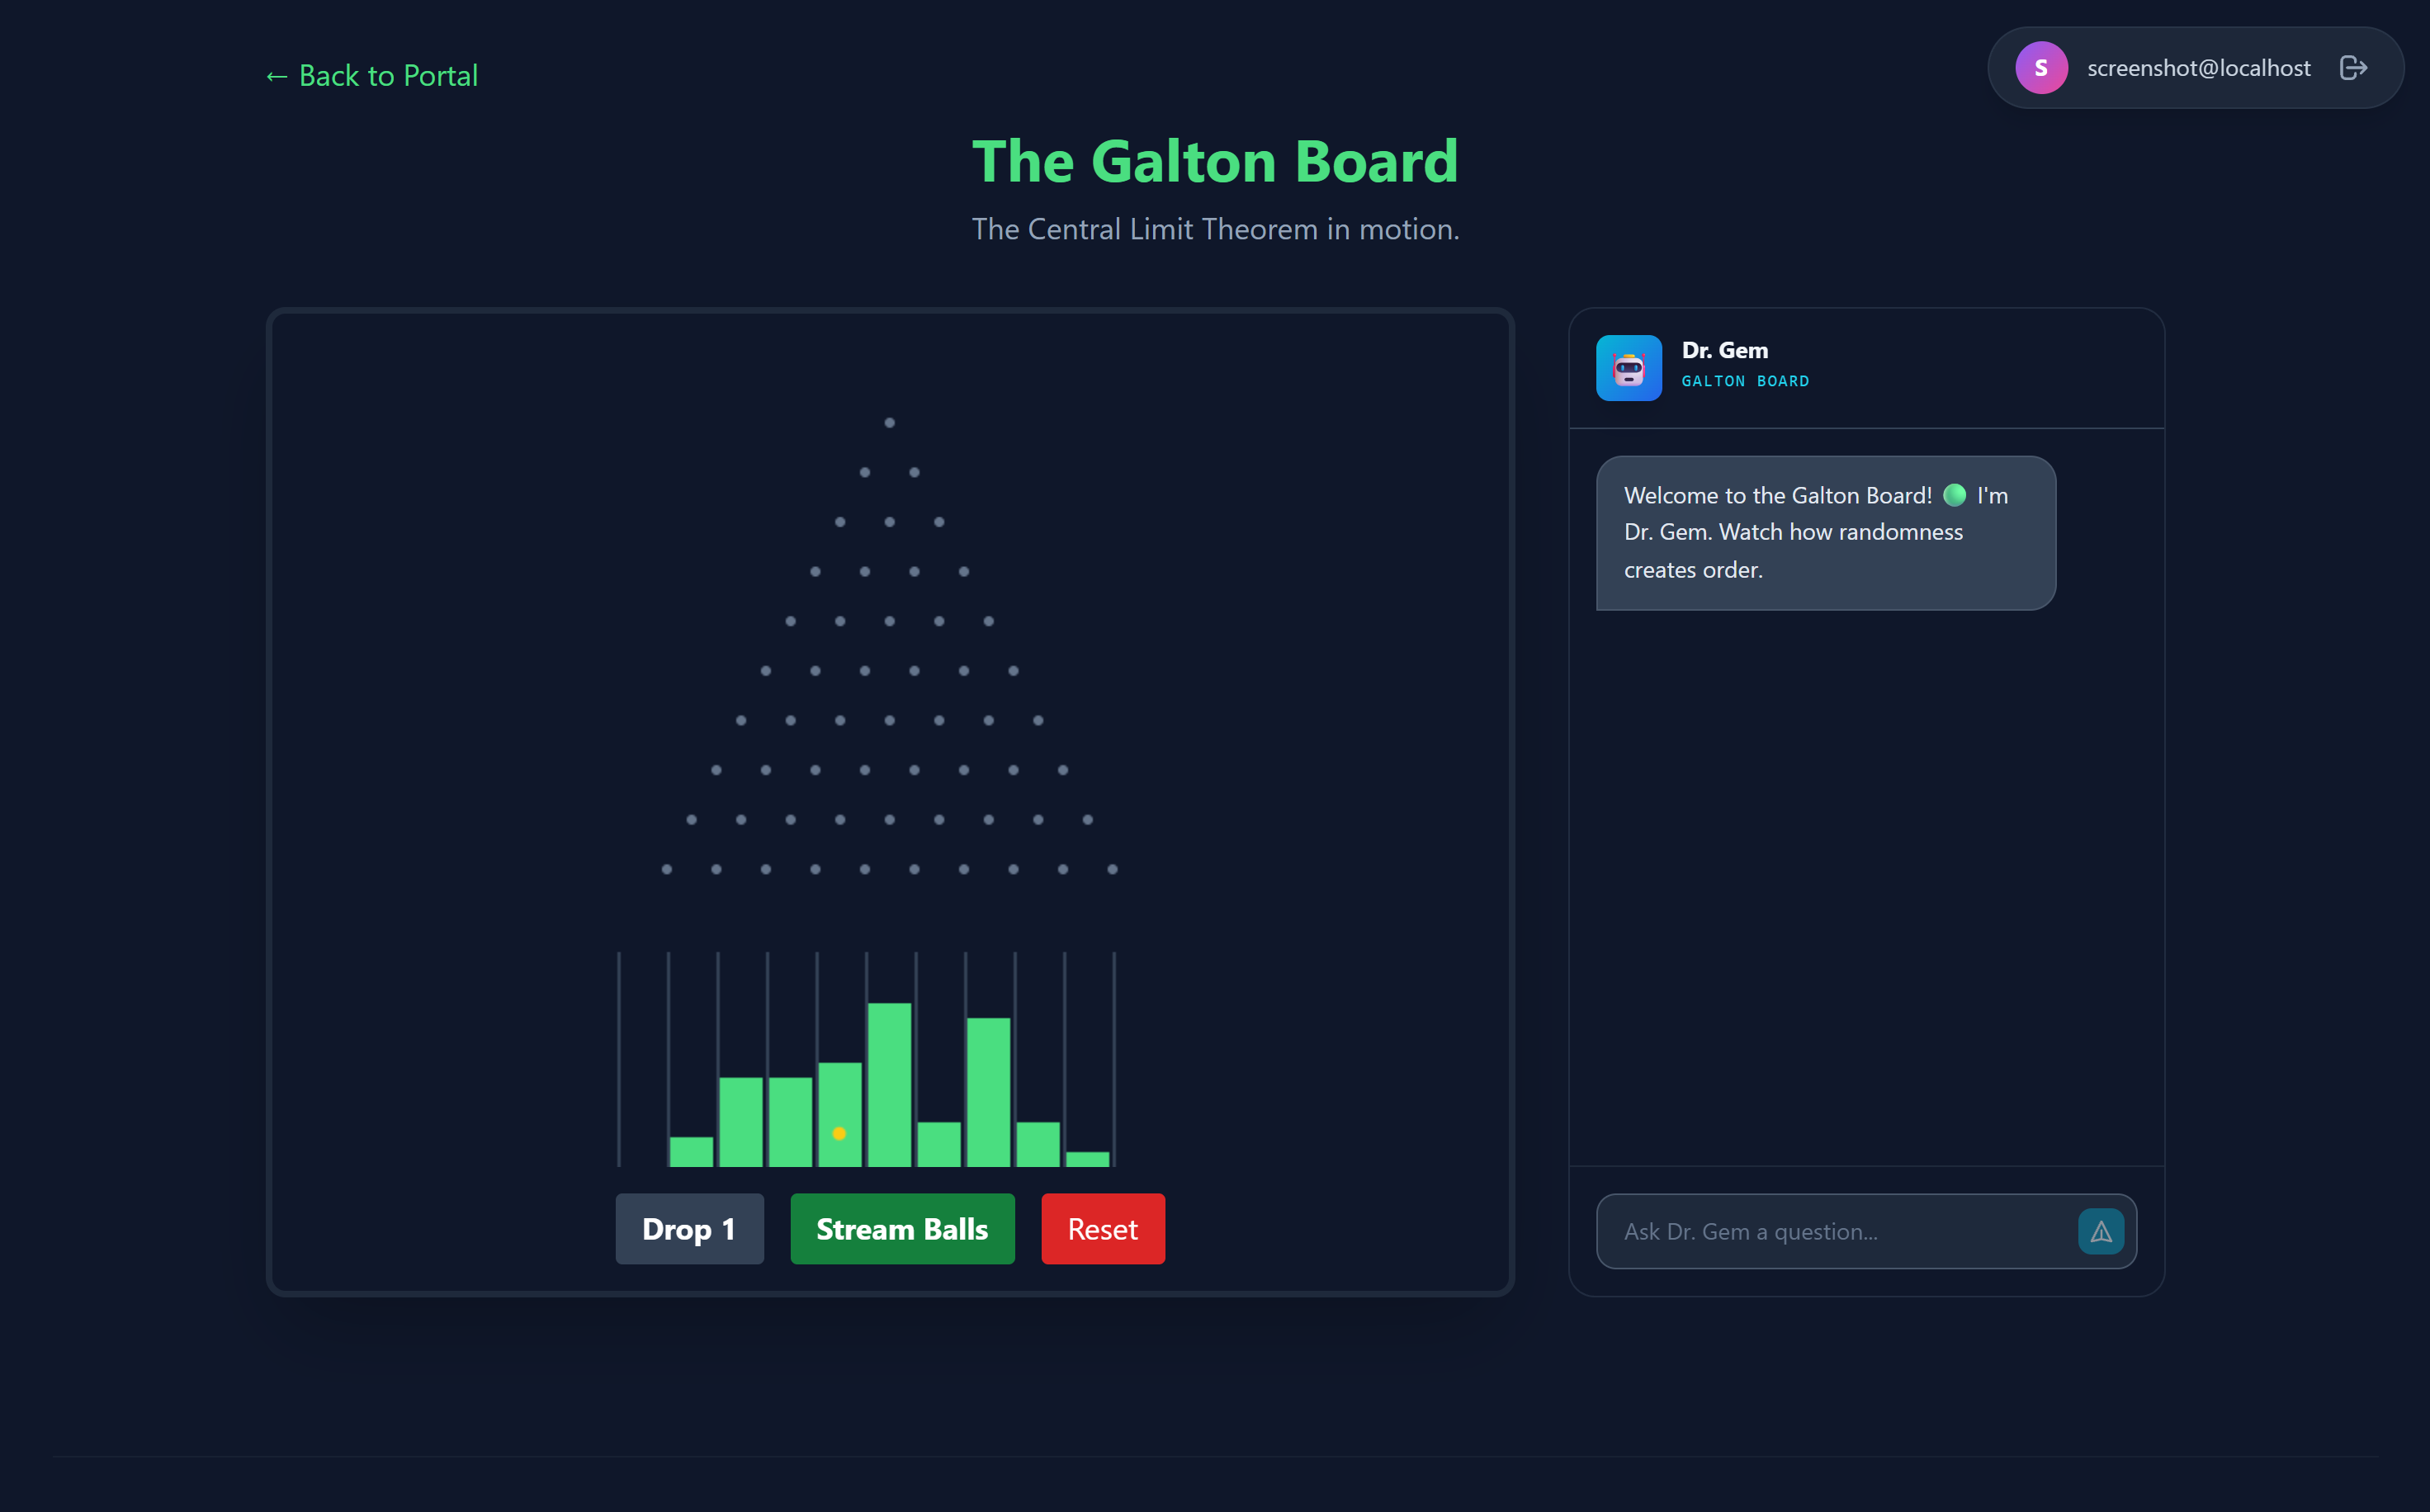 ← Back to Portal
S screenshot@localhost
The Galton Board
The Central Limit Theorem in motion.
Dr. Gem
GALTON BOARD
Welcome to the Galton Board! I'm
Dr. Gem. Watch how randomness
creates order.
Drop 1 Stream Balls Reset
Ask Dr. Gem a question...